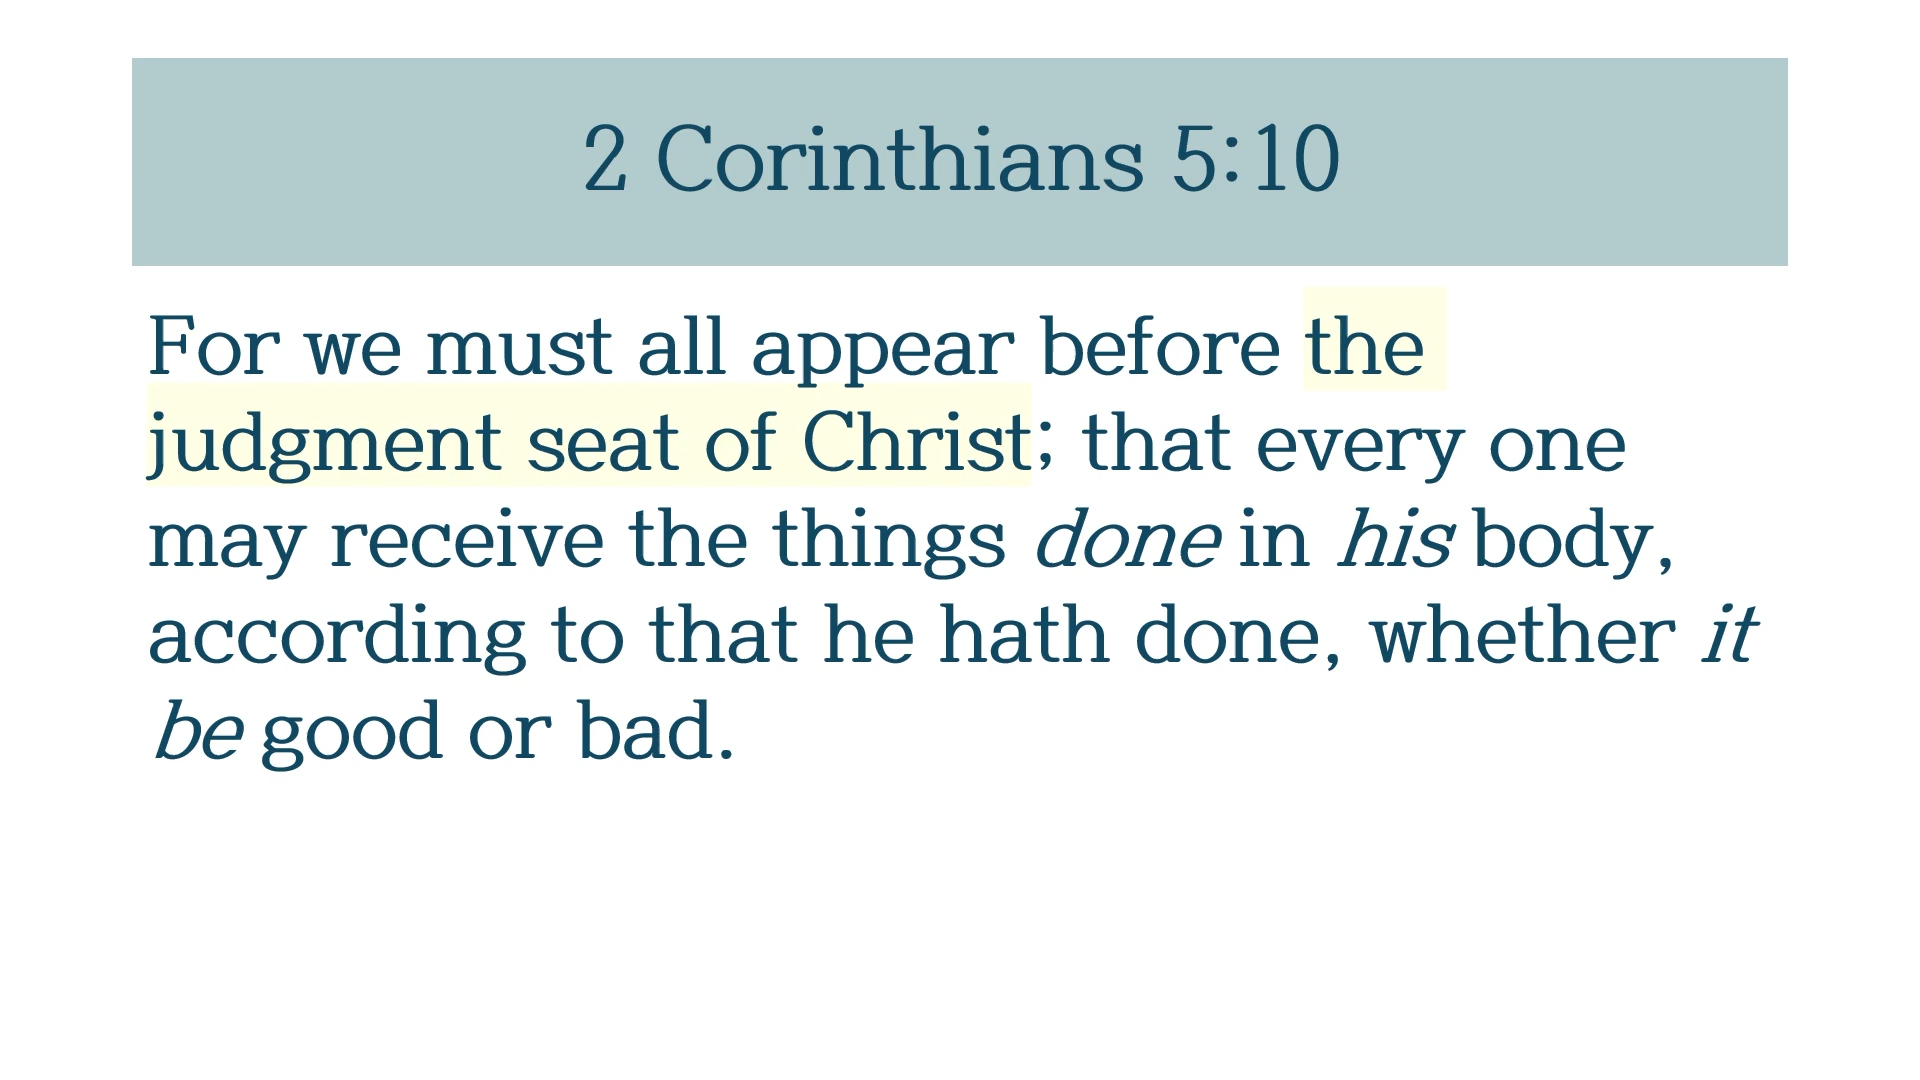 2 Corinthians 5:10
For we must all appear before the
judgment seat of Christ; that every one
may receive the things done in his body,
according to that he hath done, whether it
be good or bad.